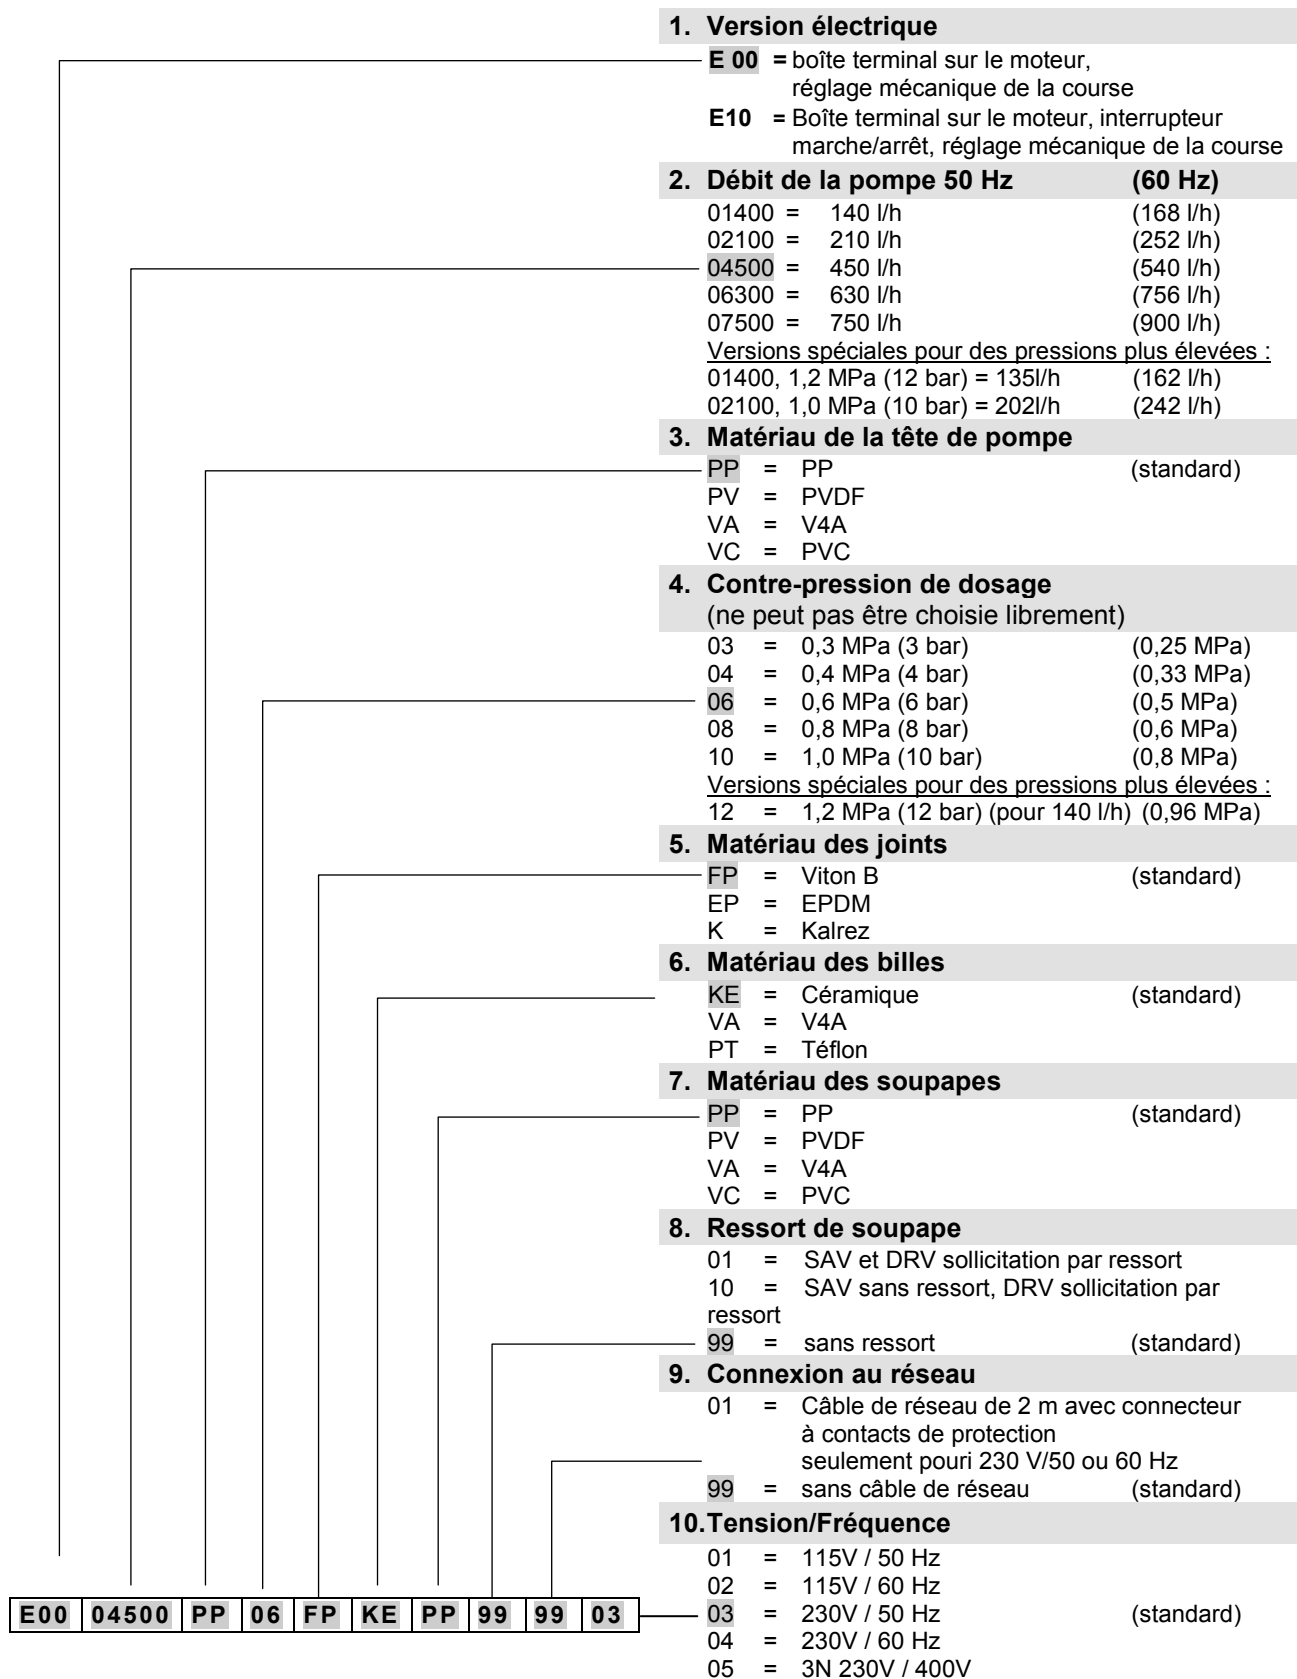 1. Version électrique
E 00 = boîte terminal sur le moteur,
réglage mécanique de la course
E10 = Boîte terminal sur le moteur, interrupteur
marche/arrêt, réglage mécanique de la course
2. Débit de la pompe 50 Hz (60 Hz)
01400 = 140 l/h (168 l/h)
02100 = 210 l/h (252 l/h)
04500 = 450 l/h (540 l/h)
06300 = 630 l/h (756 l/h)
07500 = 750 l/h (900 l/h)
Versions spéciales pour des pressions plus élevées :
01400, 1,2 MPa (12 bar) = 135l/h (162 l/h)
02100, 1,0 MPa (10 bar) = 202l/h (242 l/h)
3. Matériau de la tête de pompe
PP = PP (standard)
PV = PVDF
VA = V4A
VC = PVC
4. Contre-pression de dosage
(ne peut pas être choisie librement)
03 = 0,3 MPa (3 bar) (0,25 MPa)
04 = 0,4 MPa (4 bar) (0,33 MPa)
06 = 0,6 MPa (6 bar) (0,5 MPa)
08 = 0,8 MPa (8 bar) (0,6 MPa)
10 = 1,0 MPa (10 bar) (0,8 MPa)
Versions spéciales pour des pressions plus élevées :
12 = 1,2 MPa (12 bar) (pour 140 l/h) (0,96 MPa)
5. Matériau des joints
FP = Viton B (standard)
EP = EPDM
K = Kalrez
6. Matériau des billes
KE = Céramique (standard)
VA = V4A
PT = Téflon
7. Matériau des soupapes
PP = PP (standard)
PV = PVDF
VA = V4A
VC = PVC
8. Ressort de soupape
01 = SAV et DRV sollicitation par ressort
10 = SAV sans ressort, DRV sollicitation par
ressort
99 = sans ressort (standard)
9. Connexion au réseau
01 = Câble de réseau de 2 m avec connecteur
à contacts de protection
seulement pouri 230 V/50 ou 60 Hz
99 = sans câble de réseau (standard)
10.Tension/Fréquence
01 = 115V / 50 Hz
02 = 115V / 60 Hz
E00 04500 PP 06 FP KE PP 99 99 03
03 = 230V / 50 Hz (standard)
04 = 230V / 60 Hz
05 = 3N 230V / 400V